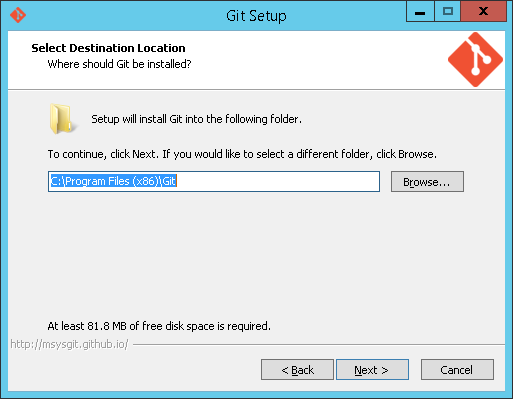 Git Setup
Select Destination Location
Where should Git be installed?
Setup will install Git into the following folder.
To continue, click Next. If you would like to select a different folder, click Browse.
C:\Program Files (x86)\Git
Browse...
At least 81.8 MB of free disk space is required.
http://msysgit.github.io/
< Back
Next >
Cancel